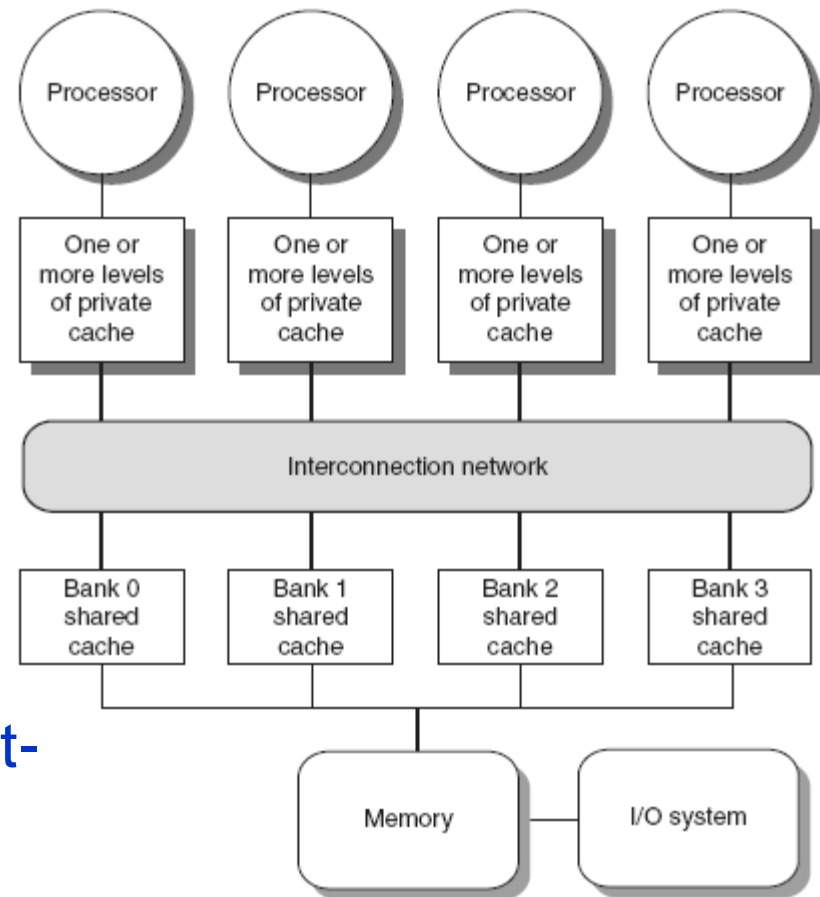 Processor Processor Processor Processor
One or One or One or One or
more levels more levels more levels more levels
of private of private of private of private
cache cache cache cache
Interconnection network
Bank 0 Bank 1 Bank 2 Bank 3
shared shared shared shared
cache cache cache cache
t-
Memory I/O system